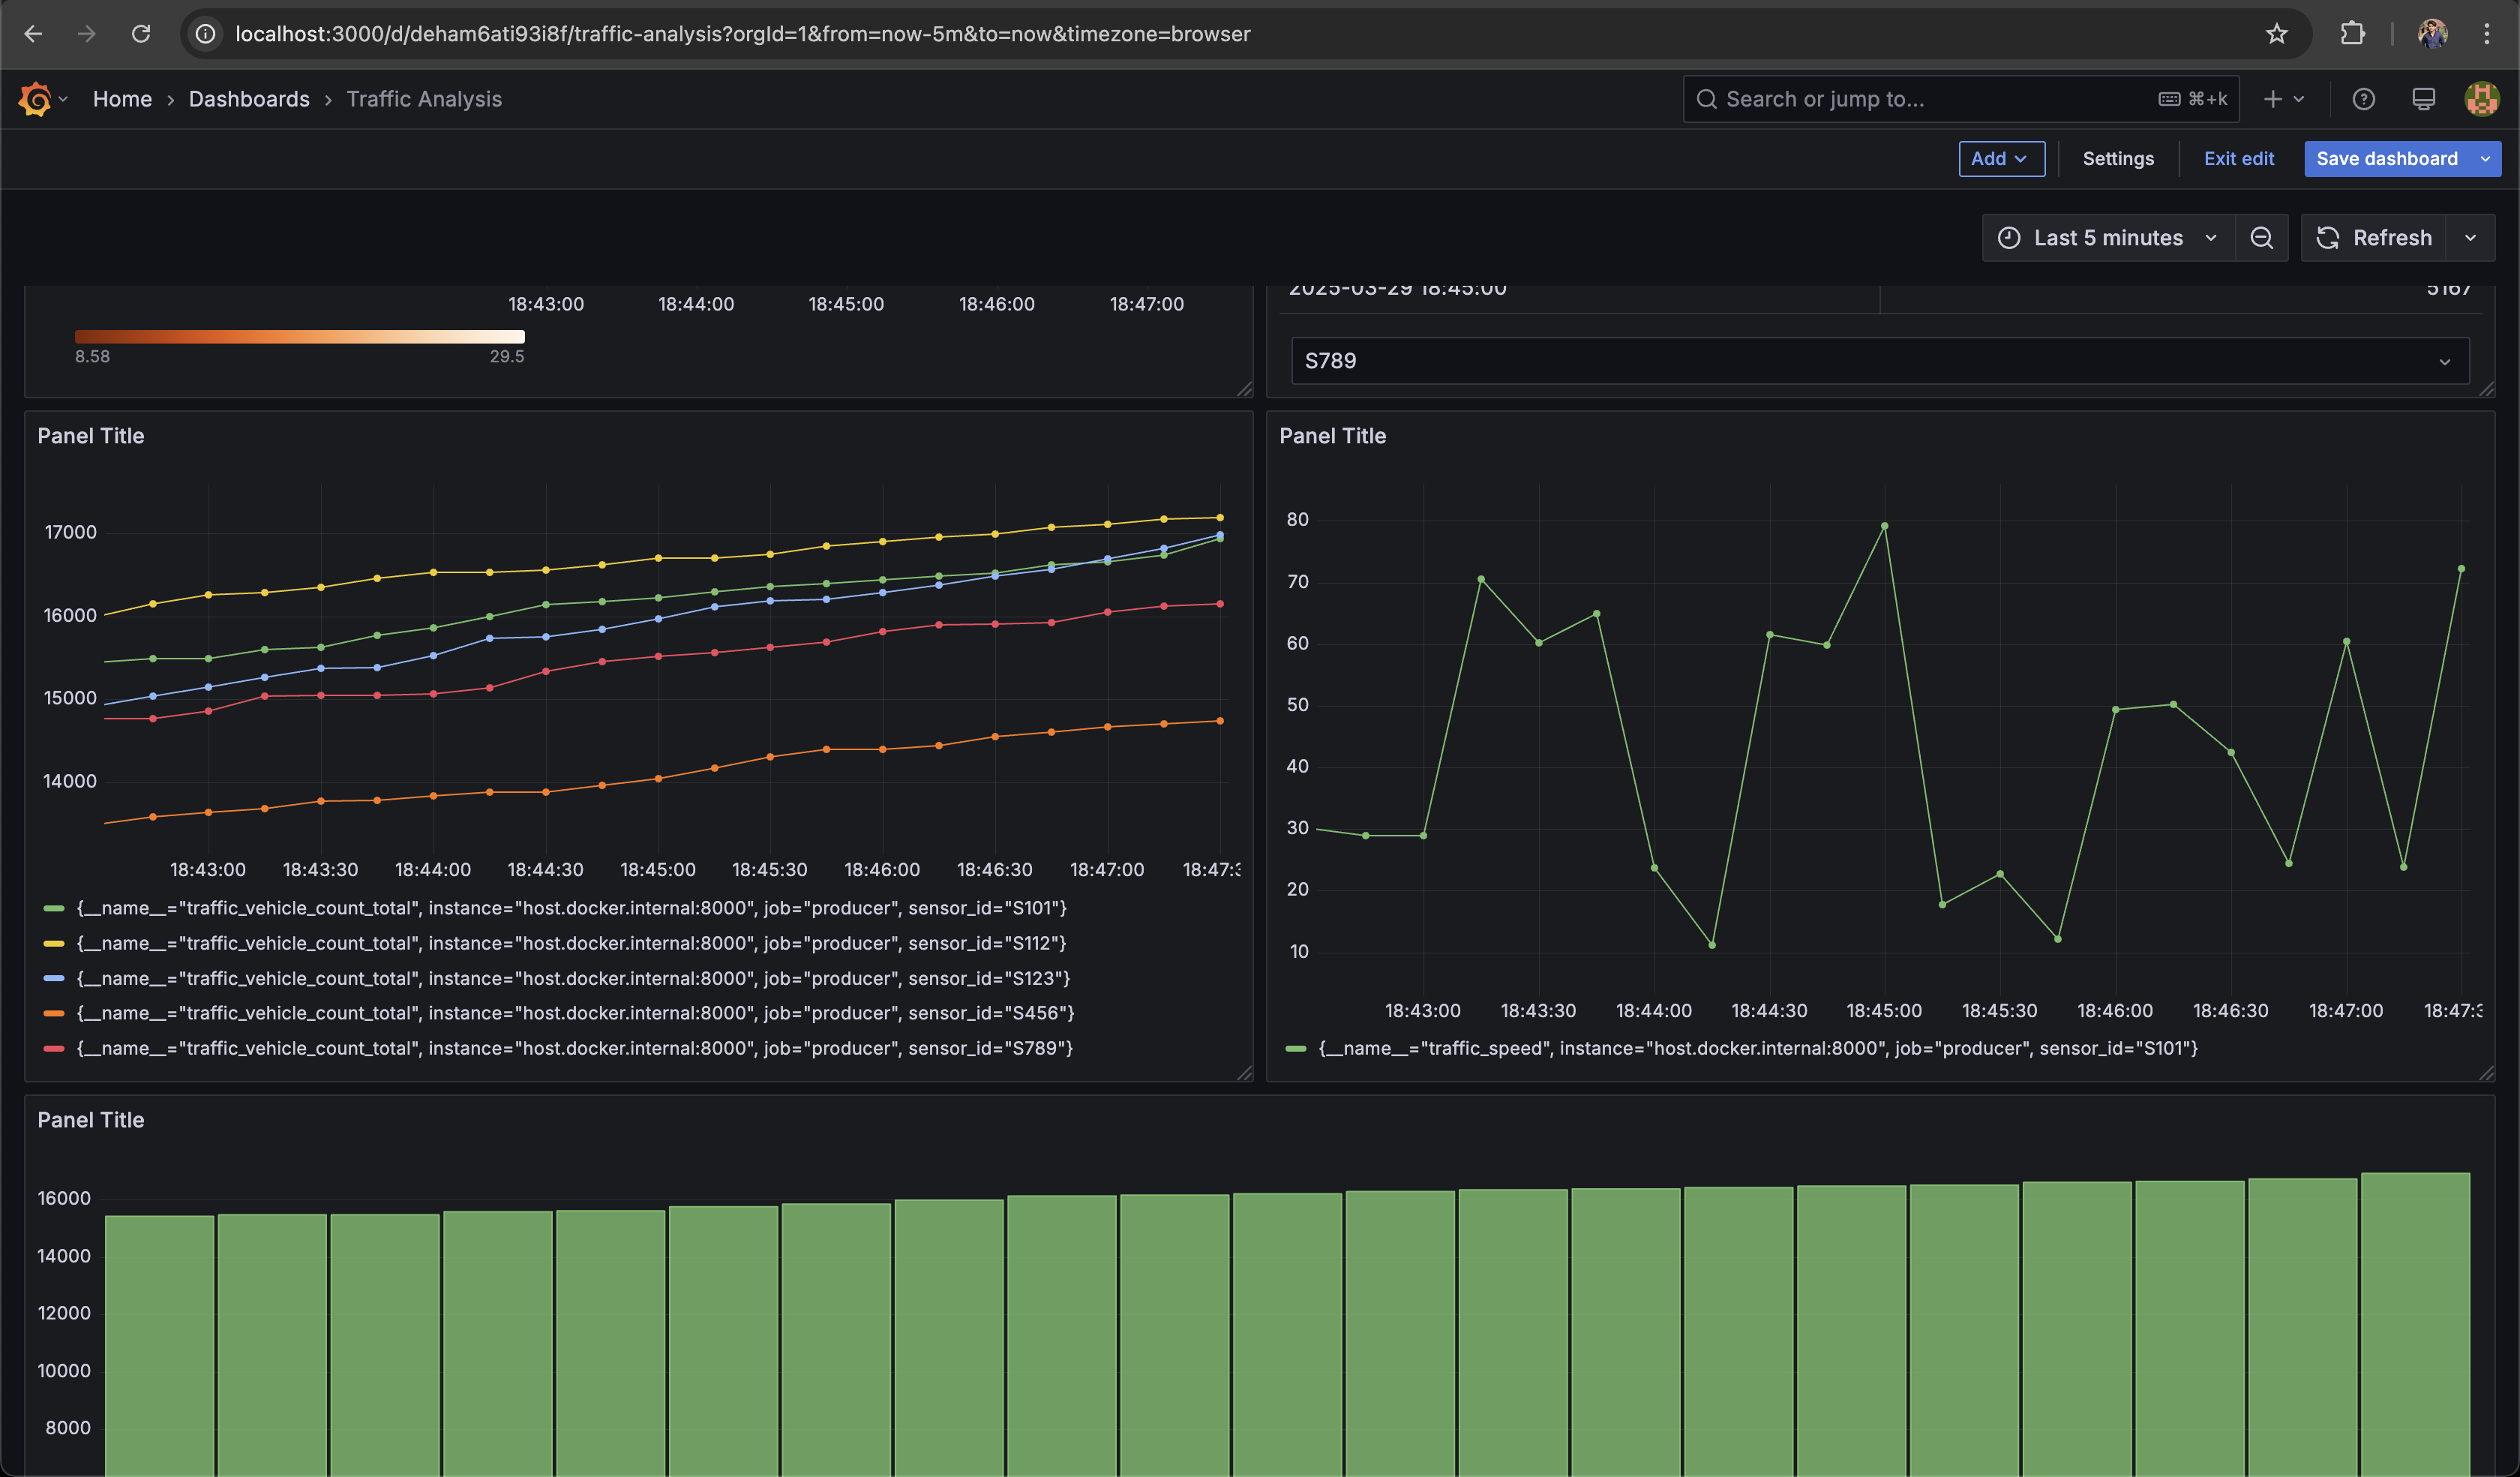 localhost:3000/d/deham6ati93i8f/traffic-analysis?orgId=1&from=now-5m&to=now&timezone=browser
Home › Dashboards › Traffic Analysis
Search or jump to... ⌘+k
Add
Settings
Exit edit
Save dashboard
Last 5 minutes
Refresh
18:43:00 18:44:00 18:45:00 18:46:00 18:47:00
8.58 29.5
2025-03-29 18:45:00 5167
S789
Panel Title
17000
16000
15000
14000
18:43:00 18:43:30 18:44:00 18:44:30 18:45:00 18:45:30 18:46:00 18:46:30 18:47:00 18:47:3
{__name__="traffic_vehicle_count_total", instance="host.docker.internal:8000", job="producer", sensor_id="S101"}
{__name__="traffic_vehicle_count_total", instance="host.docker.internal:8000", job="producer", sensor_id="S112"}
{__name__="traffic_vehicle_count_total", instance="host.docker.internal:8000", job="producer", sensor_id="S123"}
{__name__="traffic_vehicle_count_total", instance="host.docker.internal:8000", job="producer", sensor_id="S456"}
{__name__="traffic_vehicle_count_total", instance="host.docker.internal:8000", job="producer", sensor_id="S789"}
Panel Title
80
70
60
50
40
30
20
10
18:43:00 18:43:30 18:44:00 18:44:30 18:45:00 18:45:30 18:46:00 18:46:30 18:47:00 18:47:3
{__name__="traffic_speed", instance="host.docker.internal:8000", job="producer", sensor_id="S101"}
Panel Title
16000
14000
12000
10000
8000